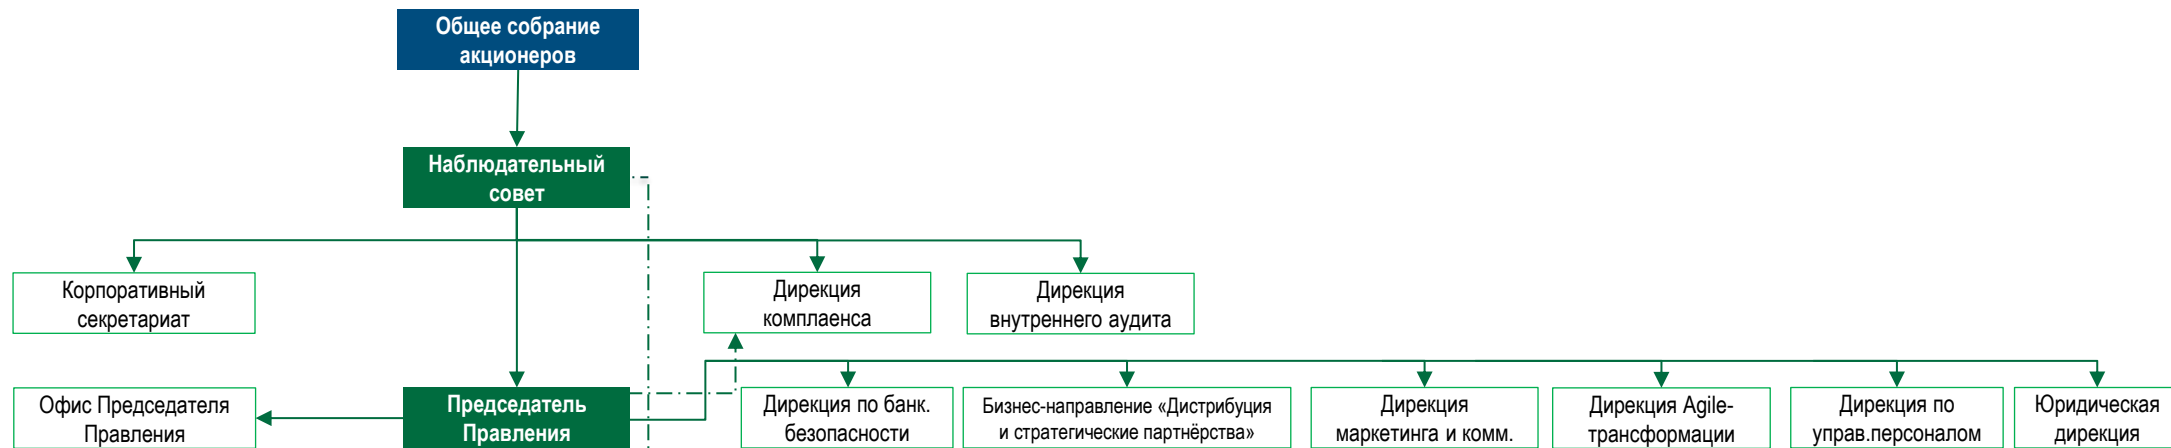 Общее собрание
акционеров
Наблюдательный
совет
Корпоративный
секретариат
Дирекция
комплаенса
Дирекция
внутреннего аудита
Офис Председателя
Правления
Председатель
Правления
Дирекция по банк.
безопасности
Бизнес-направление «Дистрибуция
и стратегические партнёрства»
Дирекция
маркетинга и комм.
Дирекция Agile-
трансформации
Дирекция по
управ.персоналом
Юридическая
дирекция